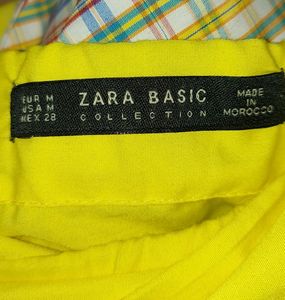 EUR M
USA M
MEX 28
ZARA BASIC
COLLECTION
MADE
IN
MOROCCO